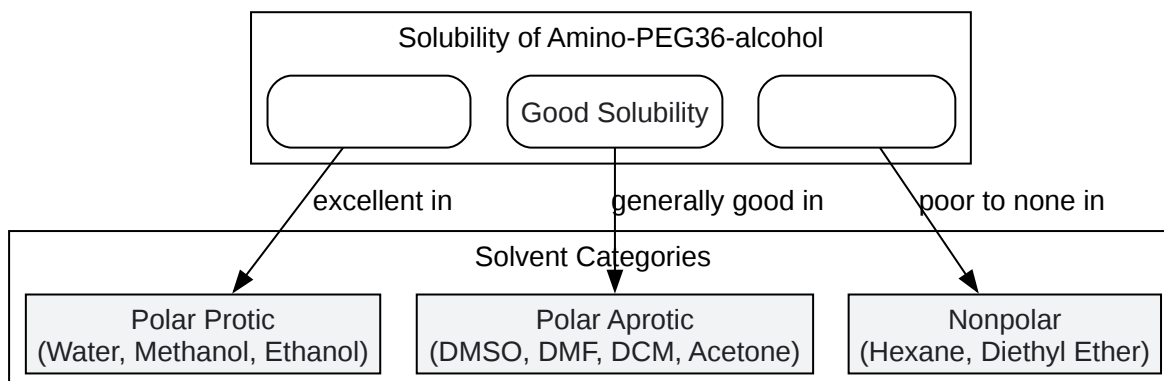 Solubility of Amino-PEG36-alcohol
Good Solubility
excellent in
generally good in
poor to none in
Solvent Categories
Polar Protic
(Water, Methanol, Ethanol)
Polar Aprotic
(DMSO, DMF, DCM, Acetone)
Nonpolar
(Hexane, Diethyl Ether)